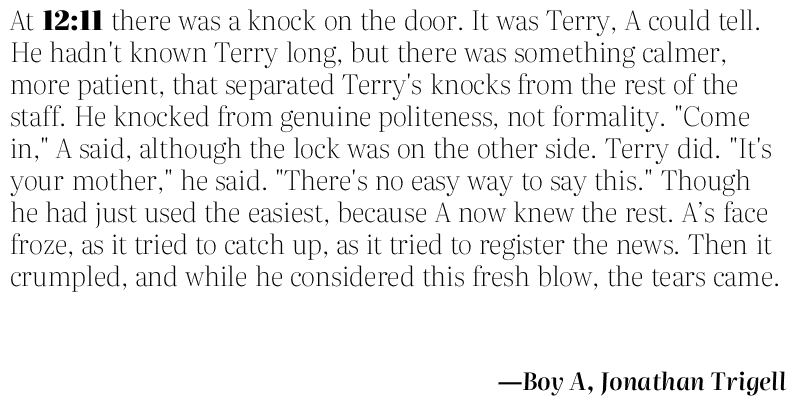 At 12:11 there was a knock on the door. It was Terry, A could tell.
He hadn't known Terry long, but there was something calmer,
more patient, that separated Terry's knocks from the rest of the
staff. He knocked from genuine politeness, not formality. "Come
in," A said, although the lock was on the other side. Terry did. "It's
your mother," he said. "There's no easy way to say this." Though
he had just used the easiest, because A now knew the rest. A’s face
froze, as it tried to catch up, as it tried to register the news. Then it
crumpled, and while he considered this fresh blow, the tears came.
—Boy A, Jonathan Trigell